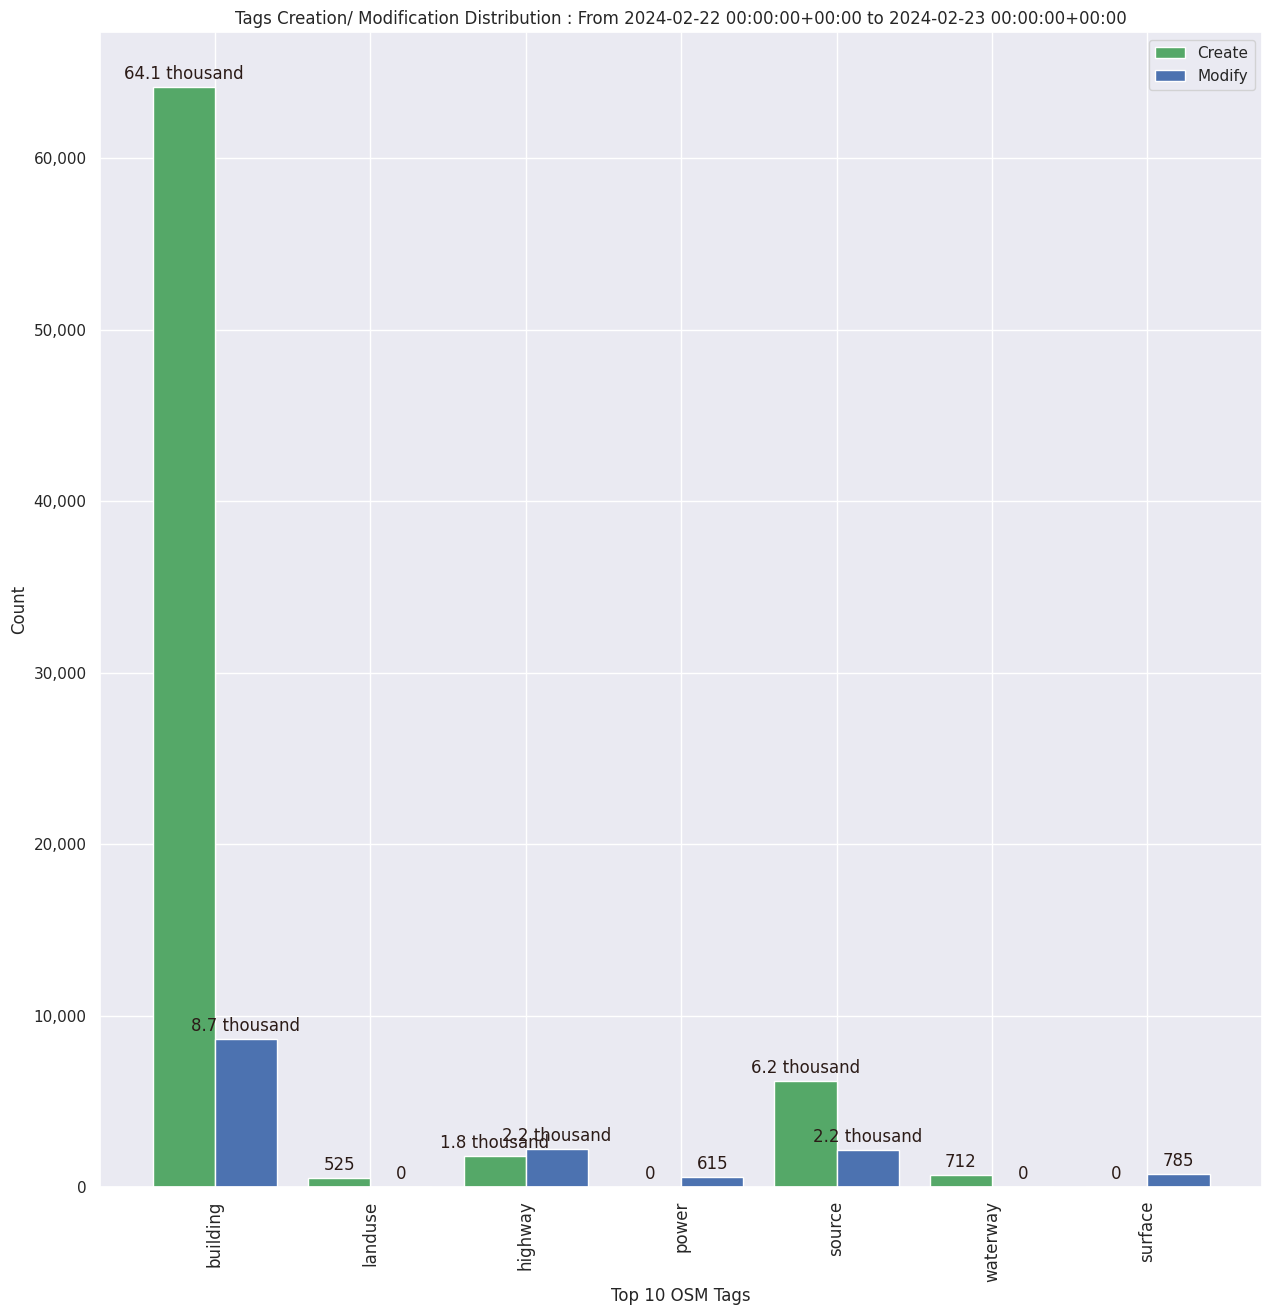 Tags Creation/ Modification Distribution : From 2024-02-22 00:00:00+00:00 to 2024-02-23 00:00:00+00:00
Create
Modify
64.1 thousand
8.7 thousand
525
0
1.8 thousand
2.2 thousand
0
615
6.2 thousand
2.2 thousand
712
0
0
785
60,000
50,000
40,000
30,000
20,000
10,000
0
Count
building
landuse
highway
power
source
waterway
surface
Top 10 OSM Tags